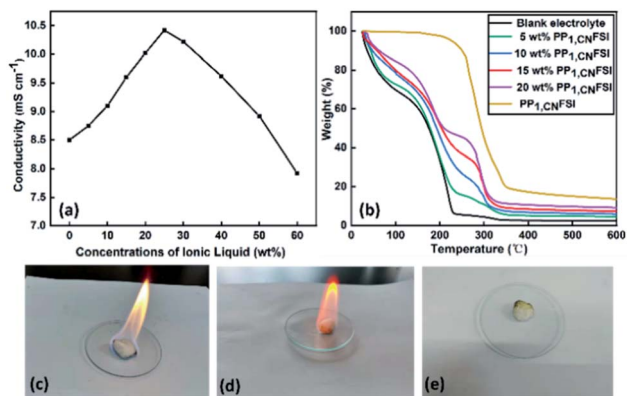 10.5
10.0
9.5
9.0
8.5
8.0
7.5
7.0
Conductivity (mS cm⁻¹)
(a)
0 10 20 30 40 50 60
Concentrations of Ionic Liquid (wt%)
100
80
60
40
20
0
Weight (%)
Blank electrolyte
5 wt% PP₁,CNFSI
10 wt% PP₁,CNFSI
15 wt% PP₁,CNFSI
20 wt% PP₁,CNFSI
PP₁,CNFSI
(b)
0 100 200 300 400 500 600
Temperature (℃)
(c)
(d)
(e)